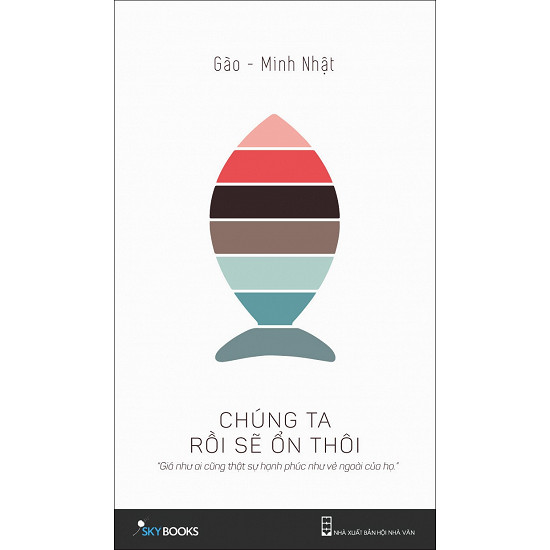 Gào - Minh Nhật
CHÚNG TA
RỒI SẼ ỔN THÔI
"Giá như ai cũng thật sự hạnh phúc như vẻ ngoài của họ."
SKYBOOKS
NHÀ XUẤT BẢN HỘI NHÀ VĂN